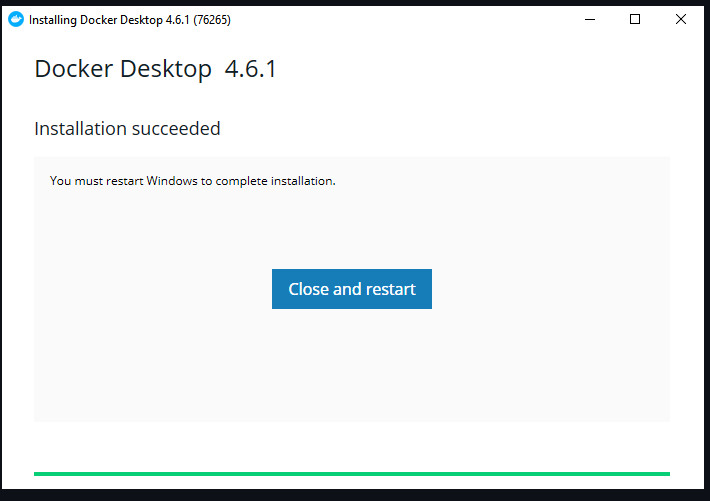 Installing Docker Desktop 4.6.1 (76265)
Docker Desktop 4.6.1
Installation succeeded
You must restart Windows to complete installation.
Close and restart